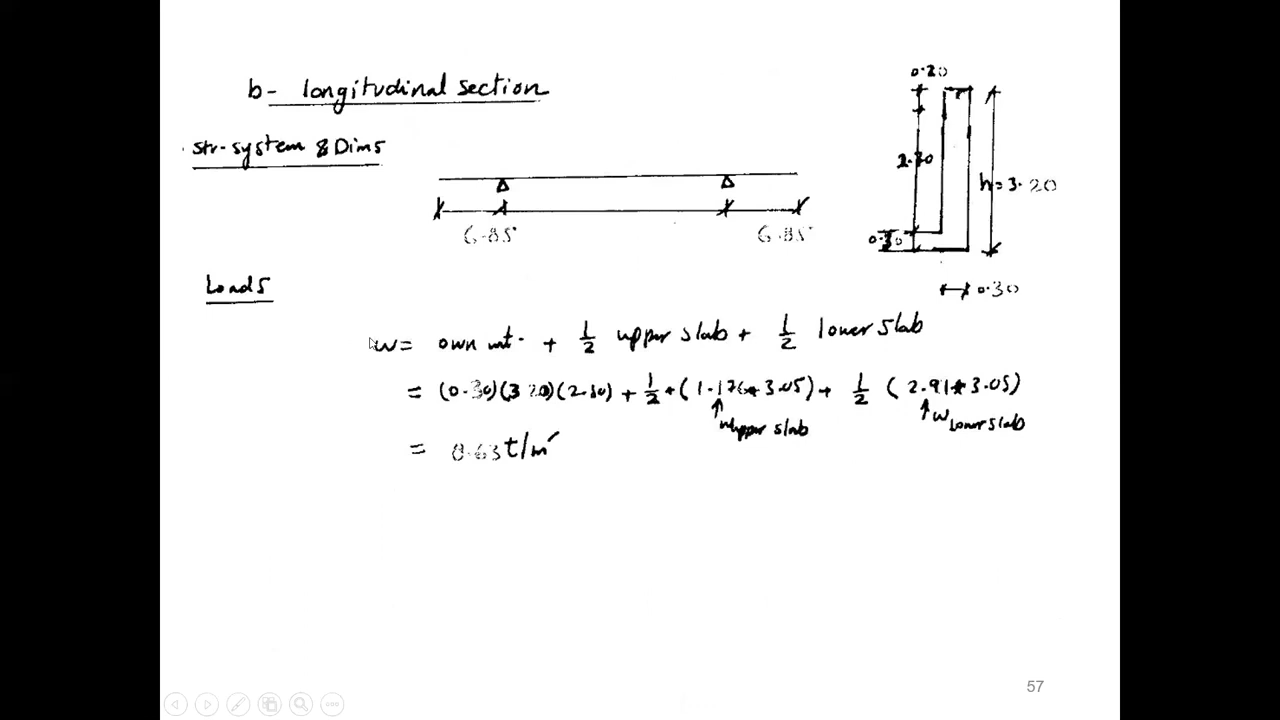 b- longitudinal section
0.20
str-system & Dims
2.30
h=3.20
6.85
6.85
0.30
Loads
0.30
w= own wt. + 1/2 upper slab + 1/2 lower slab
= (0.30)(3.20)(2.50) + 1/2 * (1.176*3.05) + 1/2 (2.91*3.05)
w upper slab
w Lower slab
= 8.63 t/m'
57